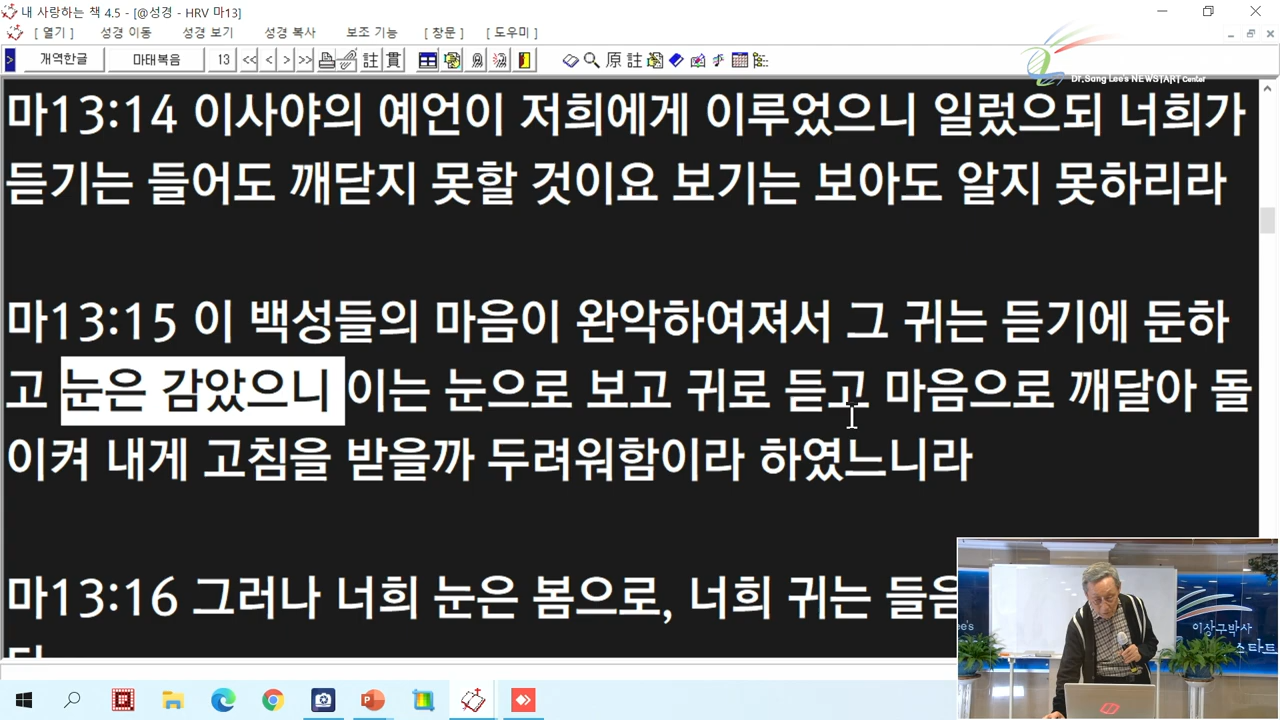 내 사랑하는 책 4.5 - [@성경 - HRV 마13]
[ 열기 ] 성경 이동 성경 보기 성경 복사 보조 기능 [ 창문 ] [ 도우미 ]
> 개역한글 마태복음 13 << < > >> 註 貫 原 註
Dr.Sang Lee's NEWSTART Center
마13:14 이사야의 예언이 저희에게 이루었으니 일렀으되 너희가
듣기는 들어도 깨닫지 못할 것이요 보기는 보아도 알지 못하리라
마13:15 이 백성들의 마음이 완악하여져서 그 귀는 듣기에 둔하
고 눈은 감았으니 이는 눈으로 보고 귀로 듣고 마음으로 깨달아 돌
이켜 내게 고침을 받을까 두려워함이라 하였느니라
마13:16 그러나 너희 눈은 봄으로, 너희 귀는 들음
이상구박사
스타트